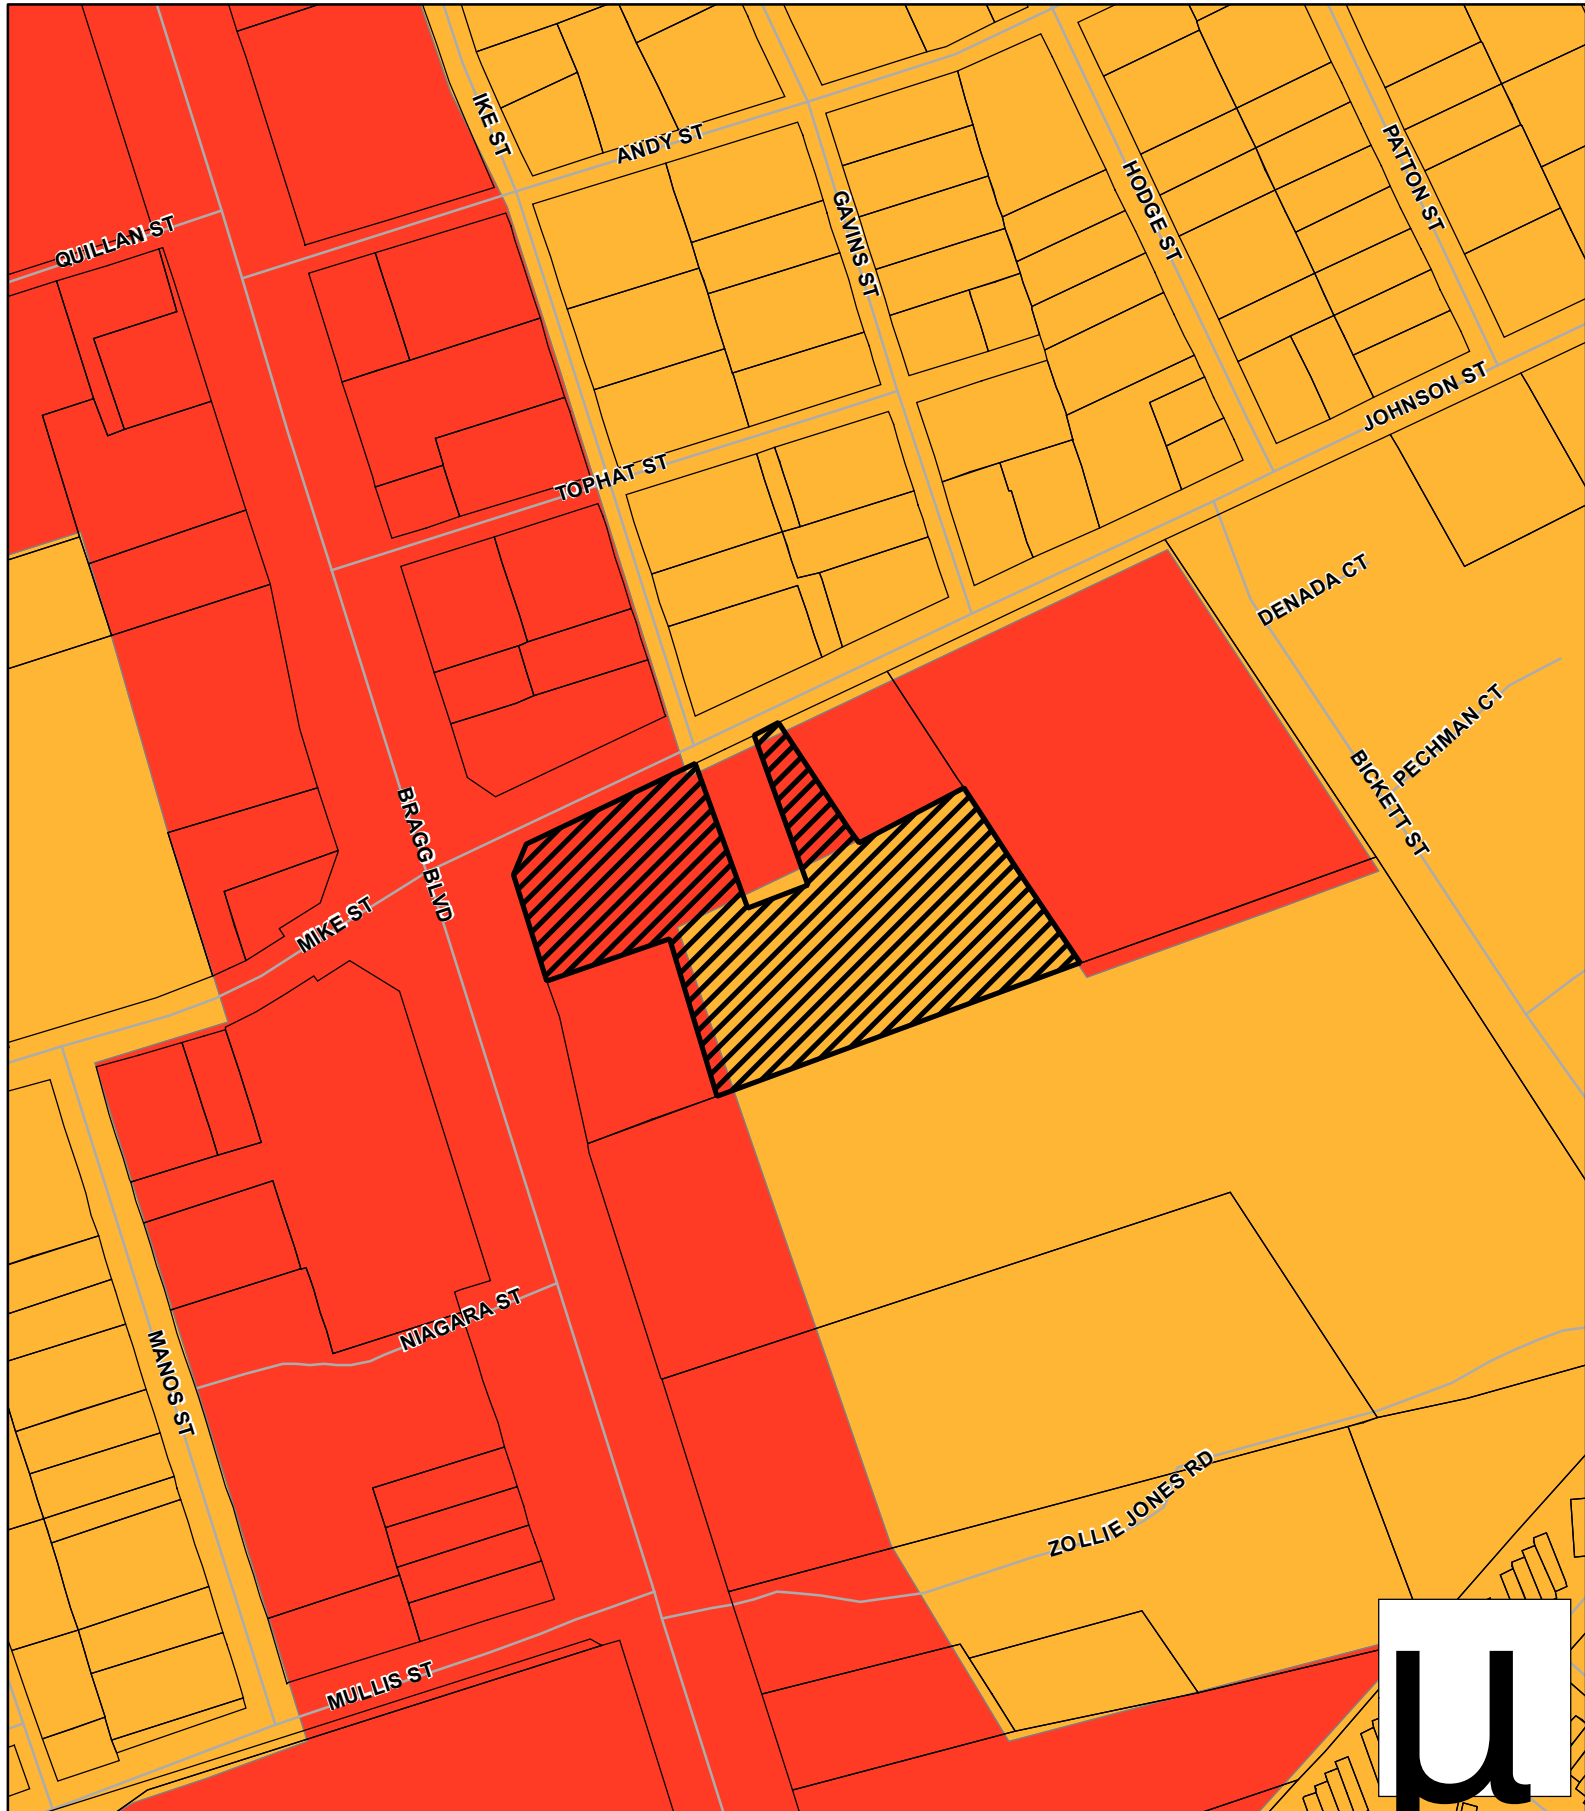 IKE ST
ANDY ST
PATTON ST
HODGE ST
GAVINS ST
QUILLAN ST
JOHNSON ST
TOPHAT ST
DENADA CT
PECHMAN CT
BICKETT ST
BRAGG BLVD
MIKE ST
NIAGARA ST
MANOS ST
ZOLLIE JONES RD
MULLIS ST
µ